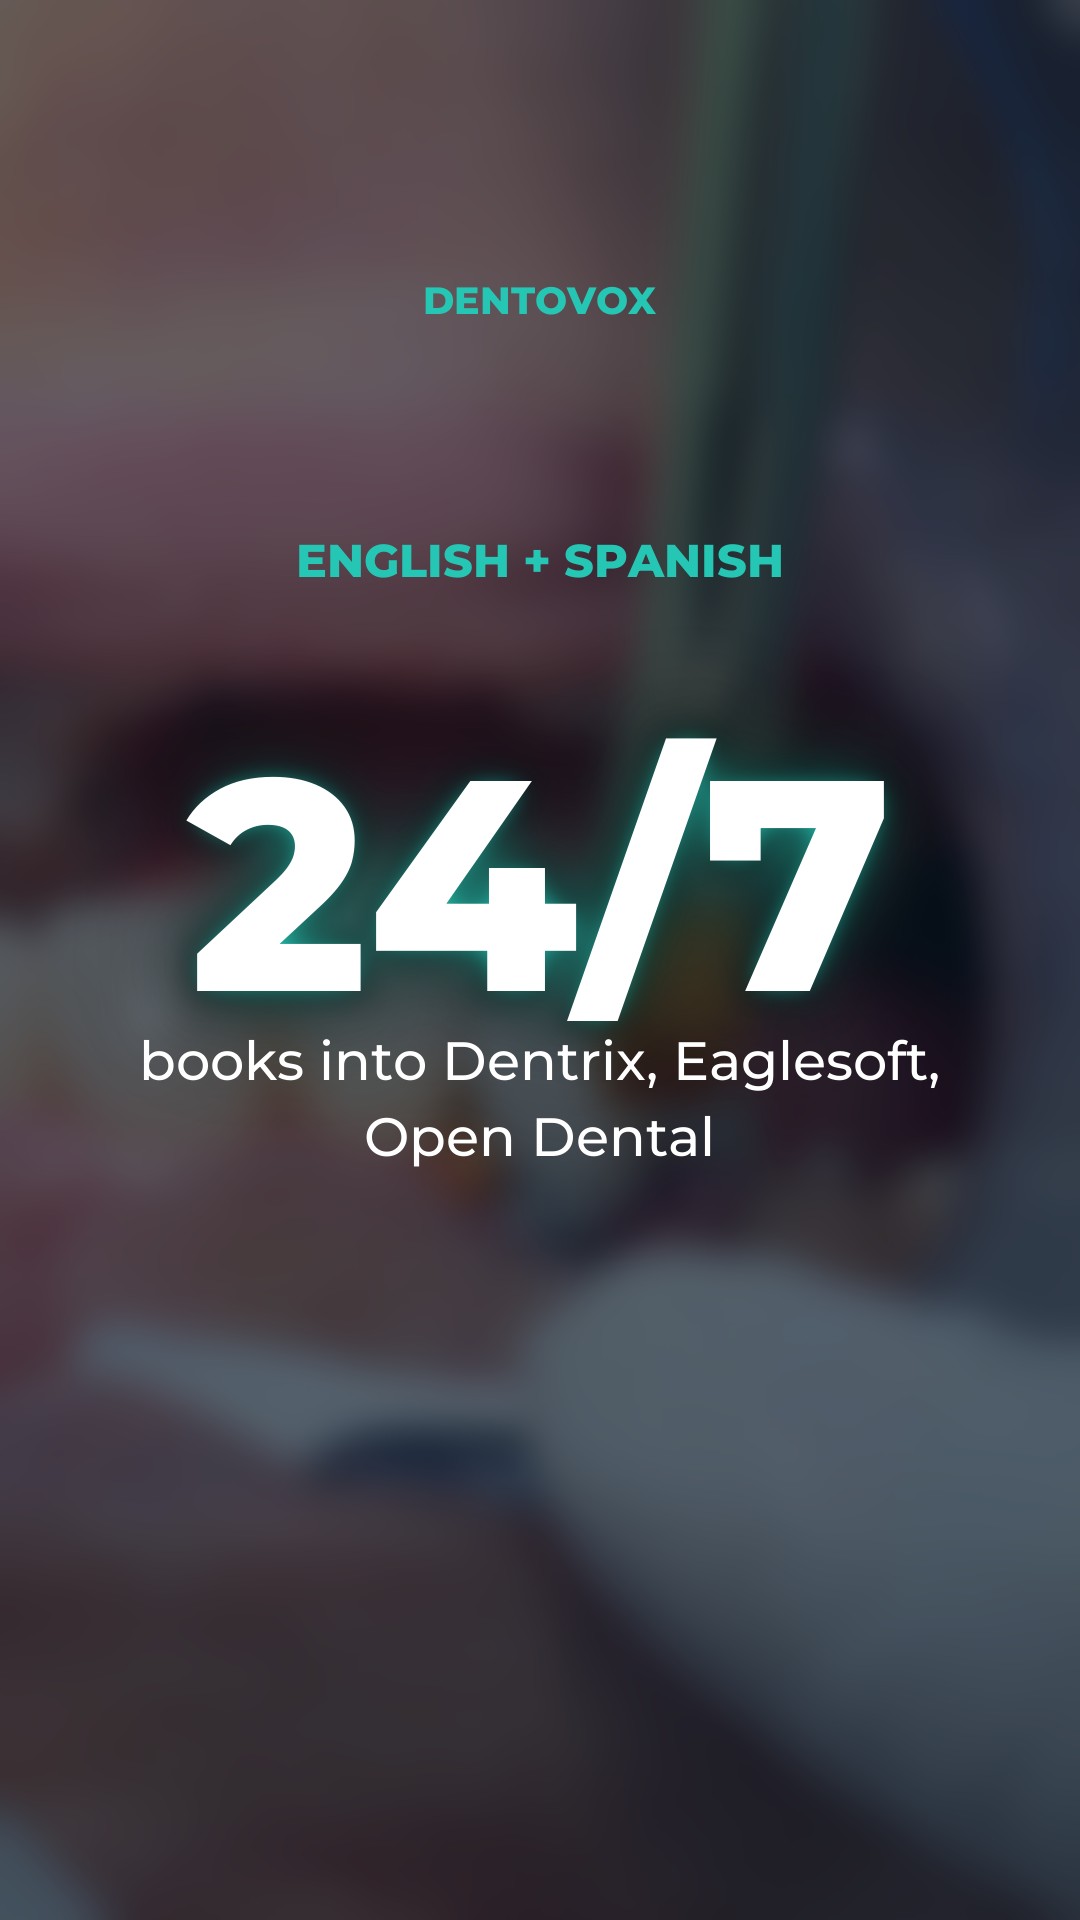 DENTOVOX
ENGLISH + SPANISH
24/7
books into Dentrix, Eaglesoft,
Open Dental